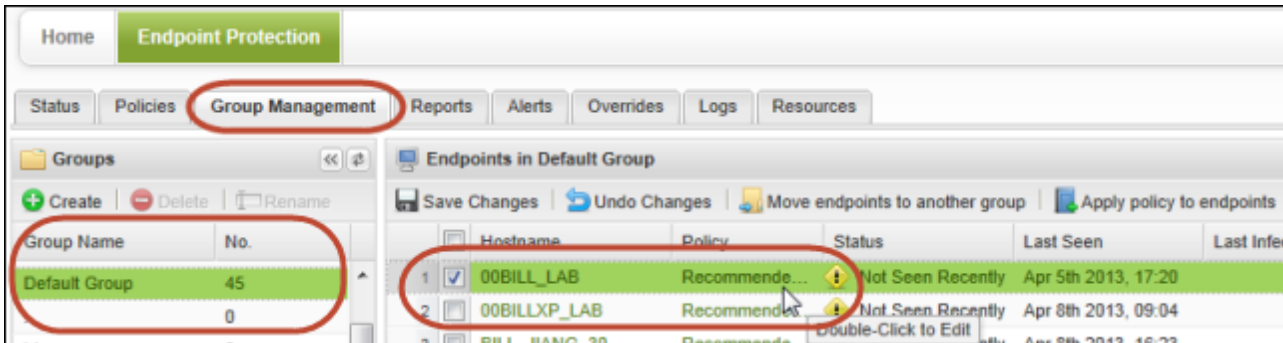 Home Endpoint Protection
Status Policies Group Management Reports Alerts Overrides Logs Resources
Groups
Create Delete Rename
Group Name No.
Default Group 45
0
Endpoints in Default Group
Save Changes Undo Changes Move endpoints to another group Apply policy to endpoints
Hostname Policy Status Last Seen Last Infe
1 00BILL_LAB Recommende... Not Seen Recently Apr 5th 2013, 17:20
2 00BILLXP_LAB Recommende Not Seen Recently Apr 8th 2013, 09:04
Double-Click to Edit